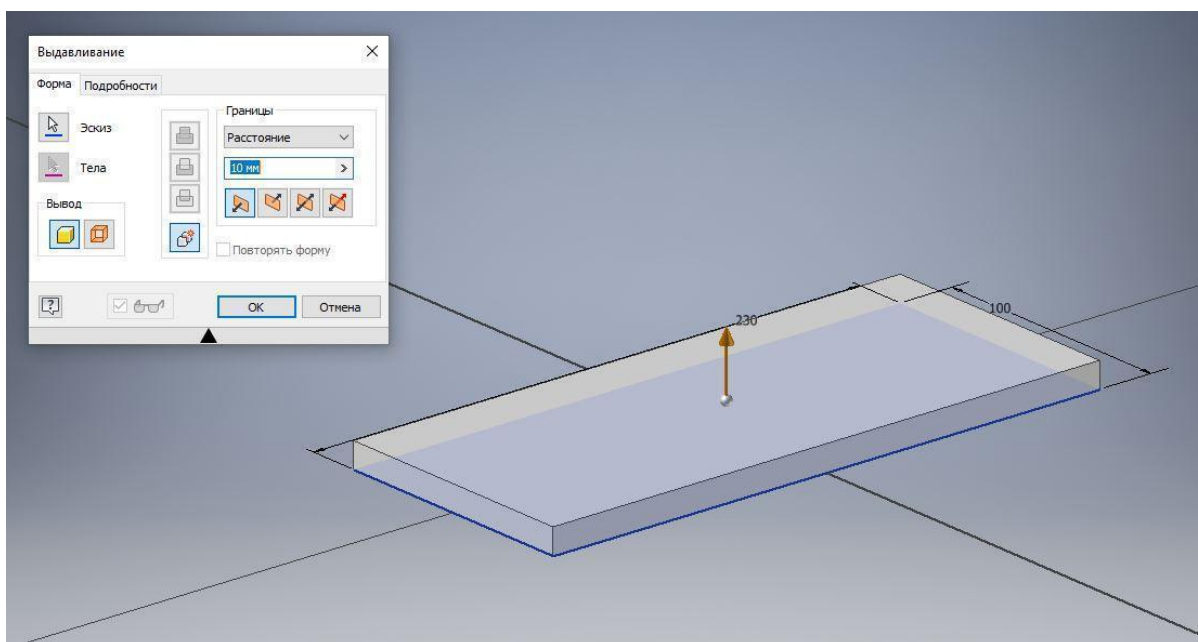 Выдавливание
Форма
Подробности
Эскиз
Тела
Вывод
Границы
Расстояние
10 мм
Повторять форму
OK
Отмена
230
100